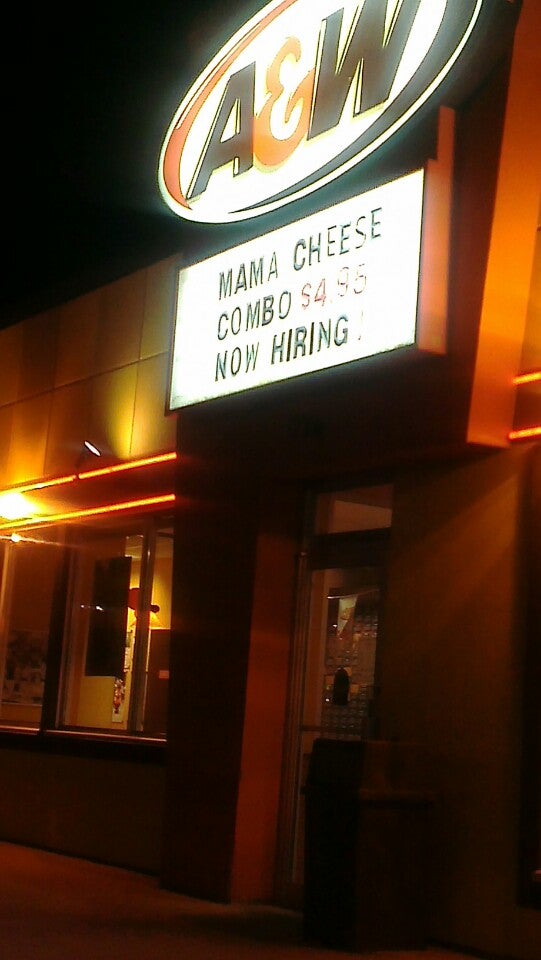 A&W
MAMA CHEESE
COMBO $4.95
NOW HIRING!